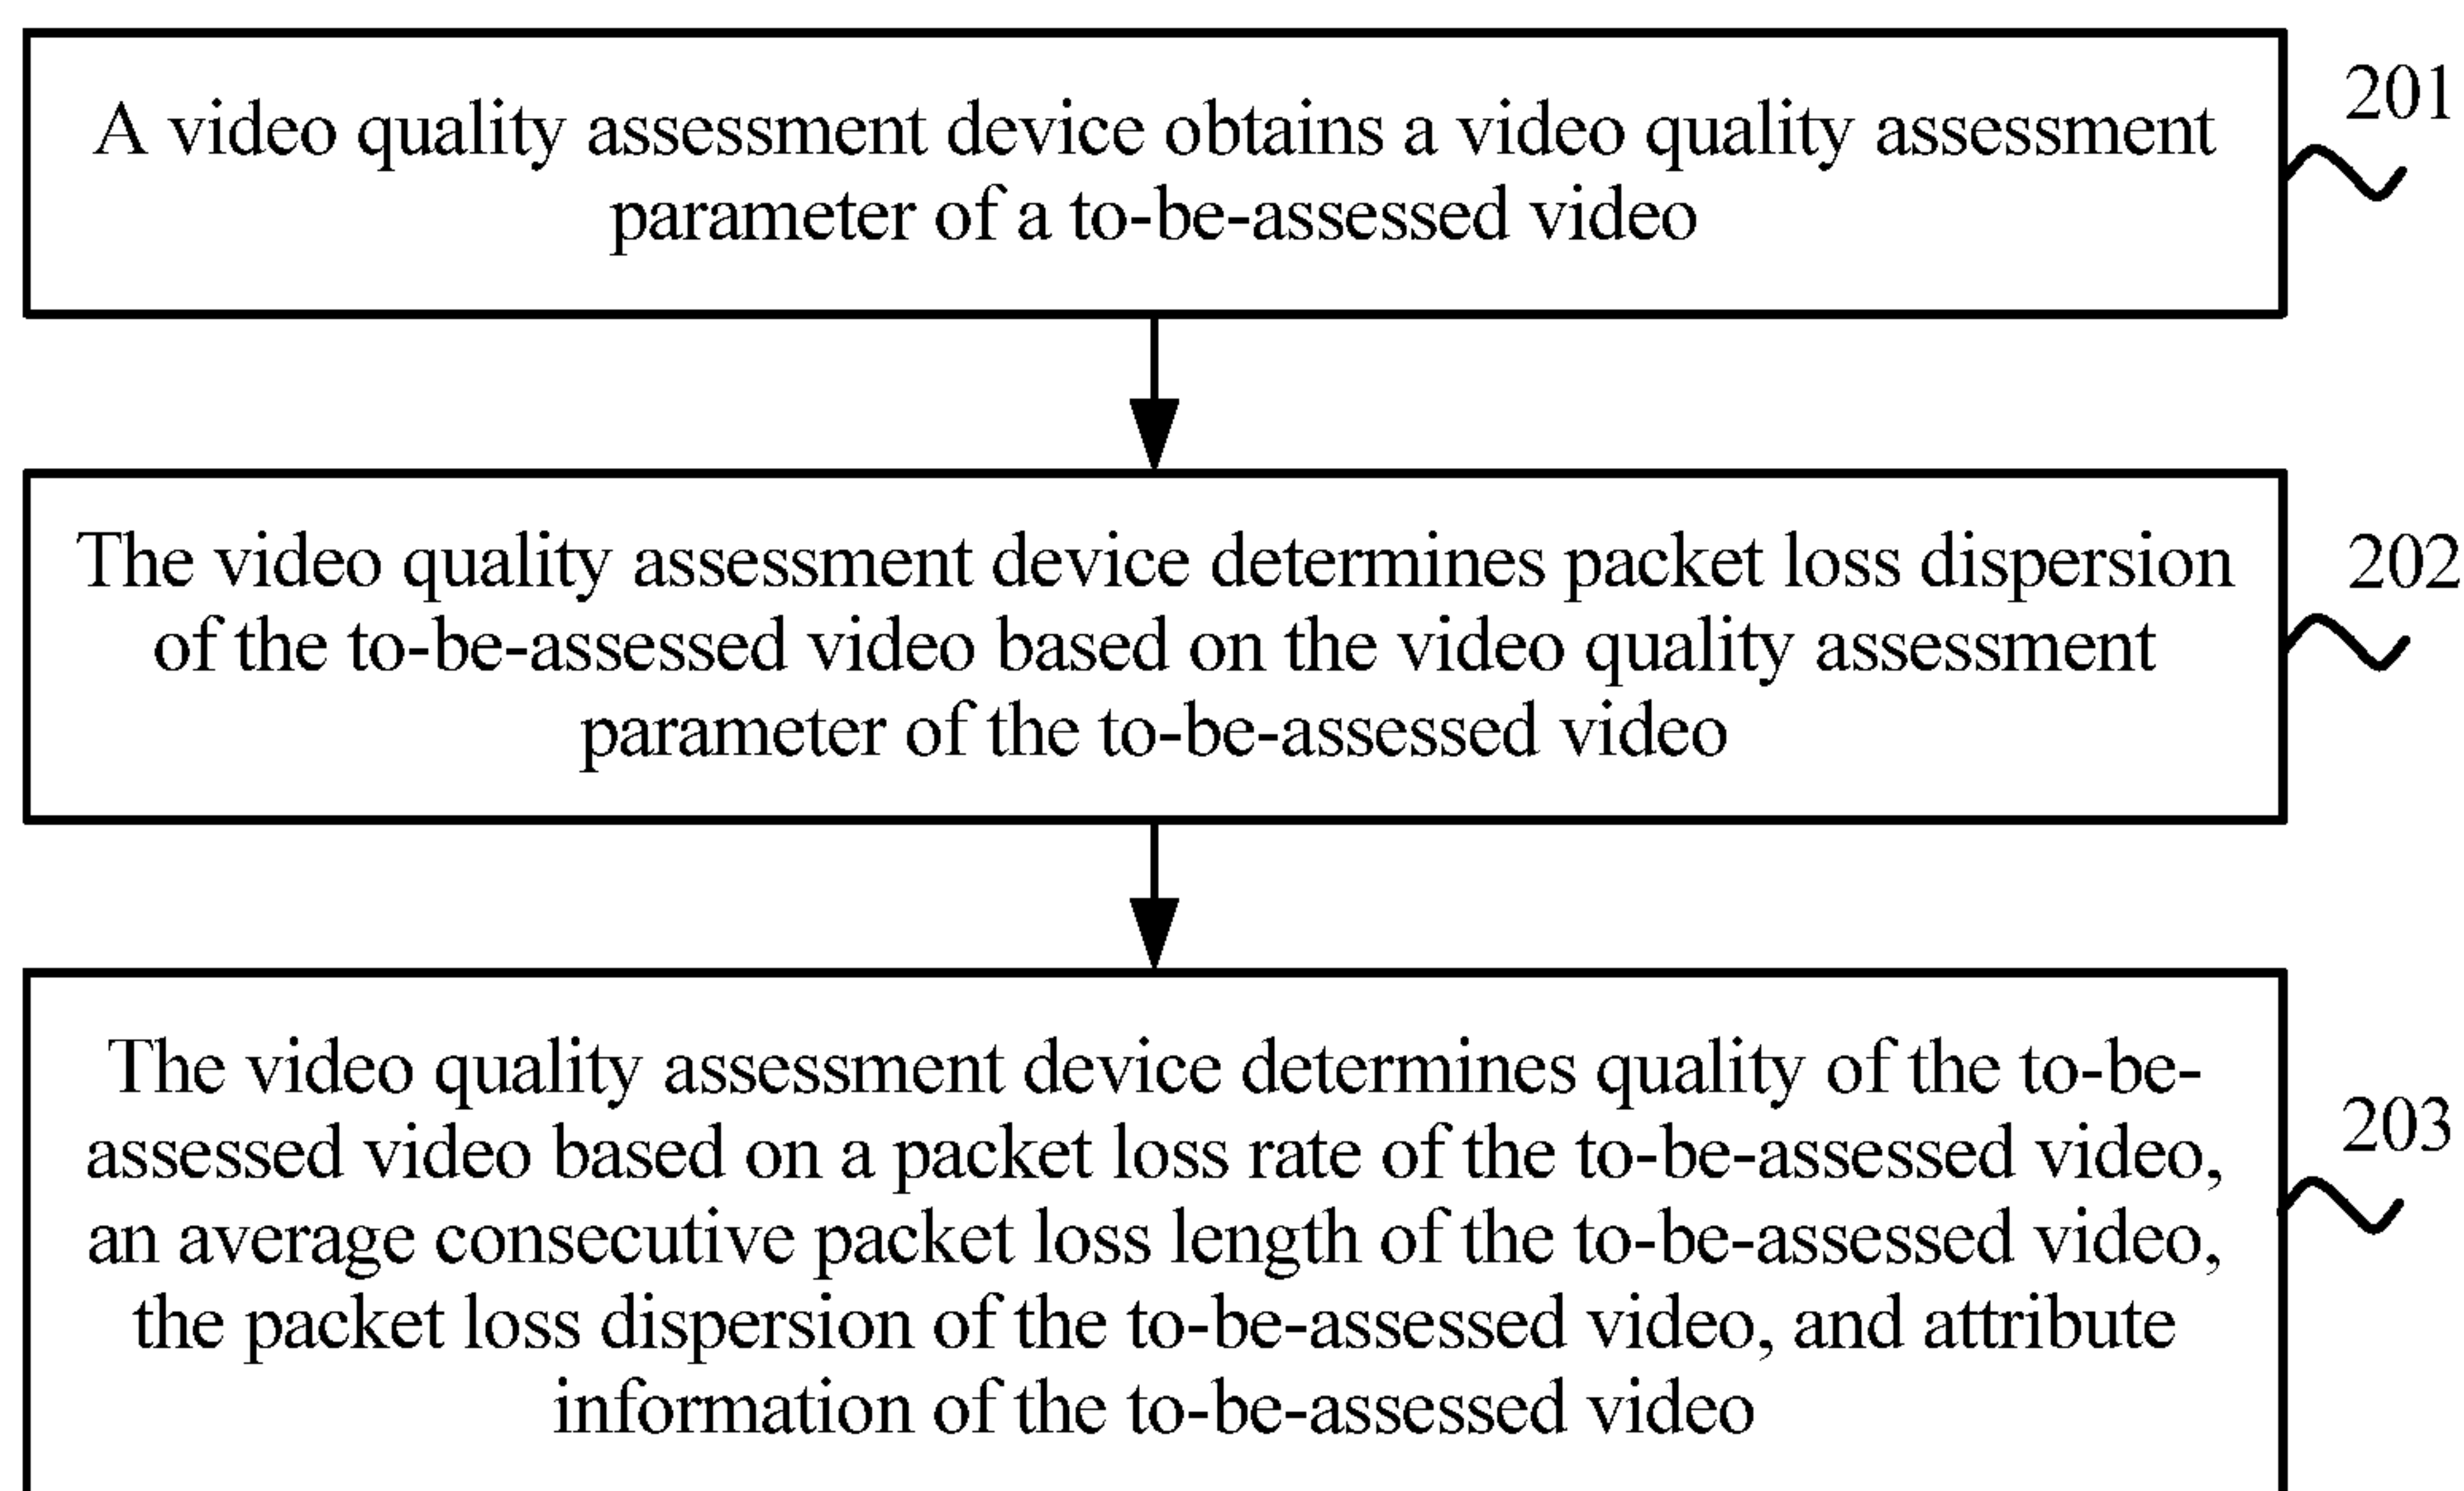 A video quality assessment device obtains a video quality assessment
parameter of a to-be-assessed video
201
The video quality assessment device determines packet loss dispersion
of the to-be-assessed video based on the video quality assessment
parameter of the to-be-assessed video
202
The video quality assessment device determines quality of the to-be-
assessed video based on a packet loss rate of the to-be-assessed video,
an average consecutive packet loss length of the to-be-assessed video,
the packet loss dispersion of the to-be-assessed video, and attribute
information of the to-be-assessed video
203